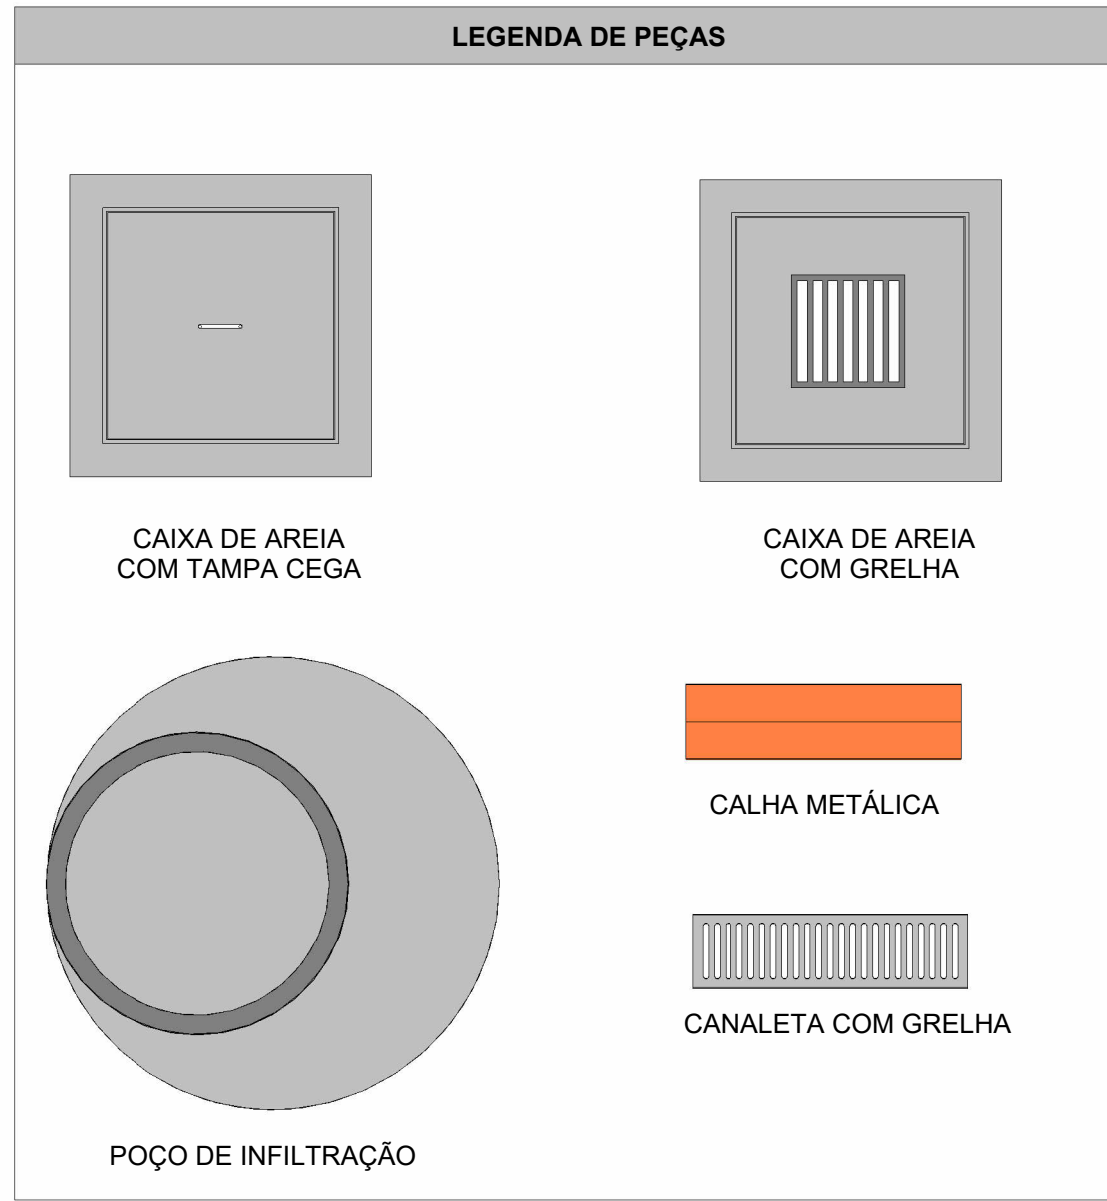 LEGENDA DE PEÇAS
CAIXA DE AREIA
COM TAMPA CEGA
CAIXA DE AREIA
COM GRELHA
CALHA METÁLICA
CANALETA COM GRELHA
POÇO DE INFILTRAÇÃO